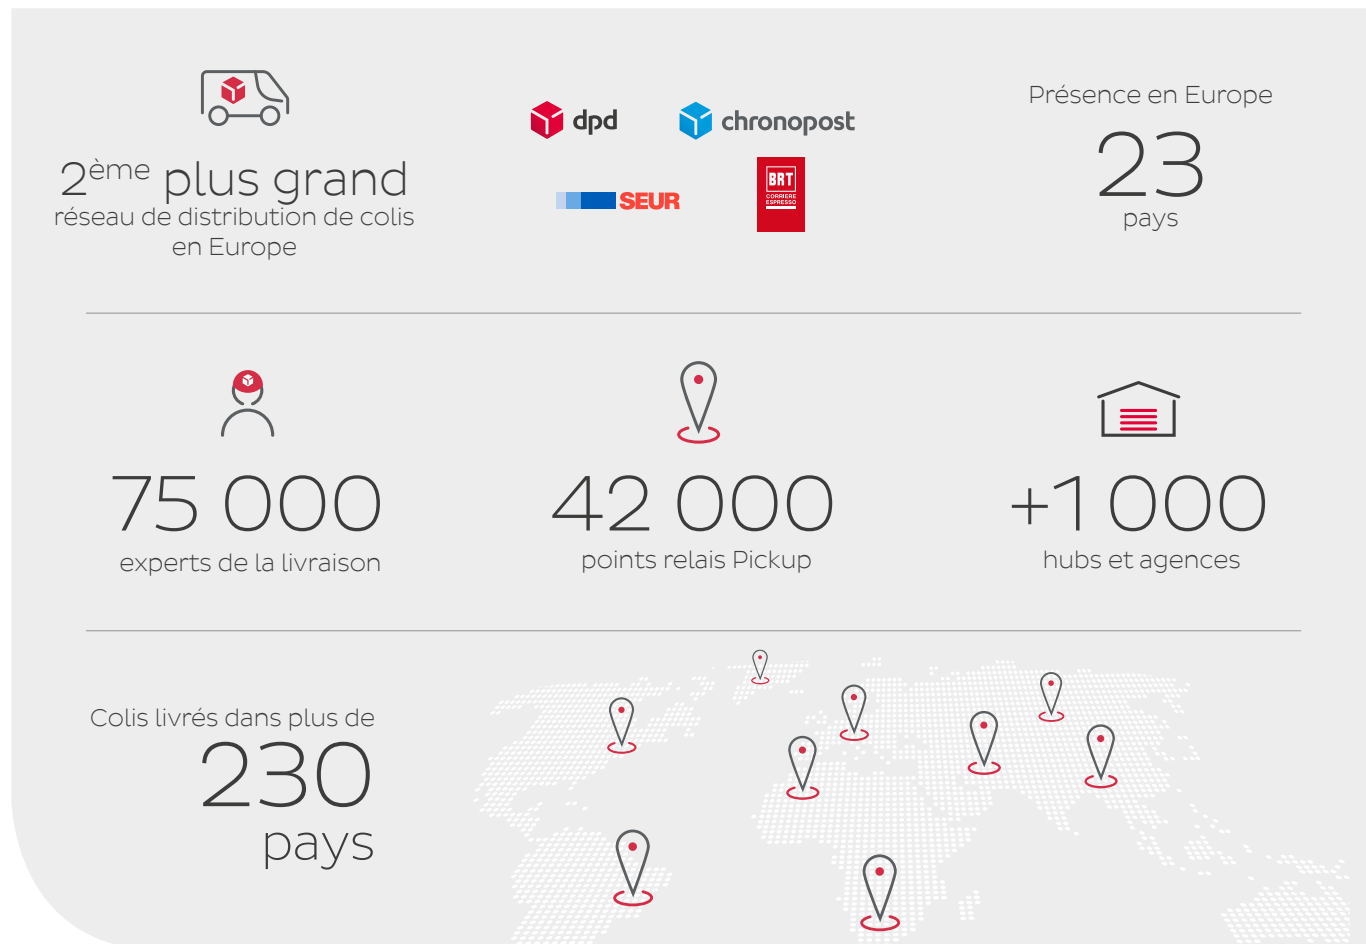 2ème plus grand
réseau de distribution de colis
en Europe
dpd
chronopost
SEUR
BRT
CORRIERE
ESPRESSO
Présence en Europe
23
pays
75 000
experts de la livraison
42 000
points relais Pickup
+1 000
hubs et agences
Colis livrés dans plus de
230
pays